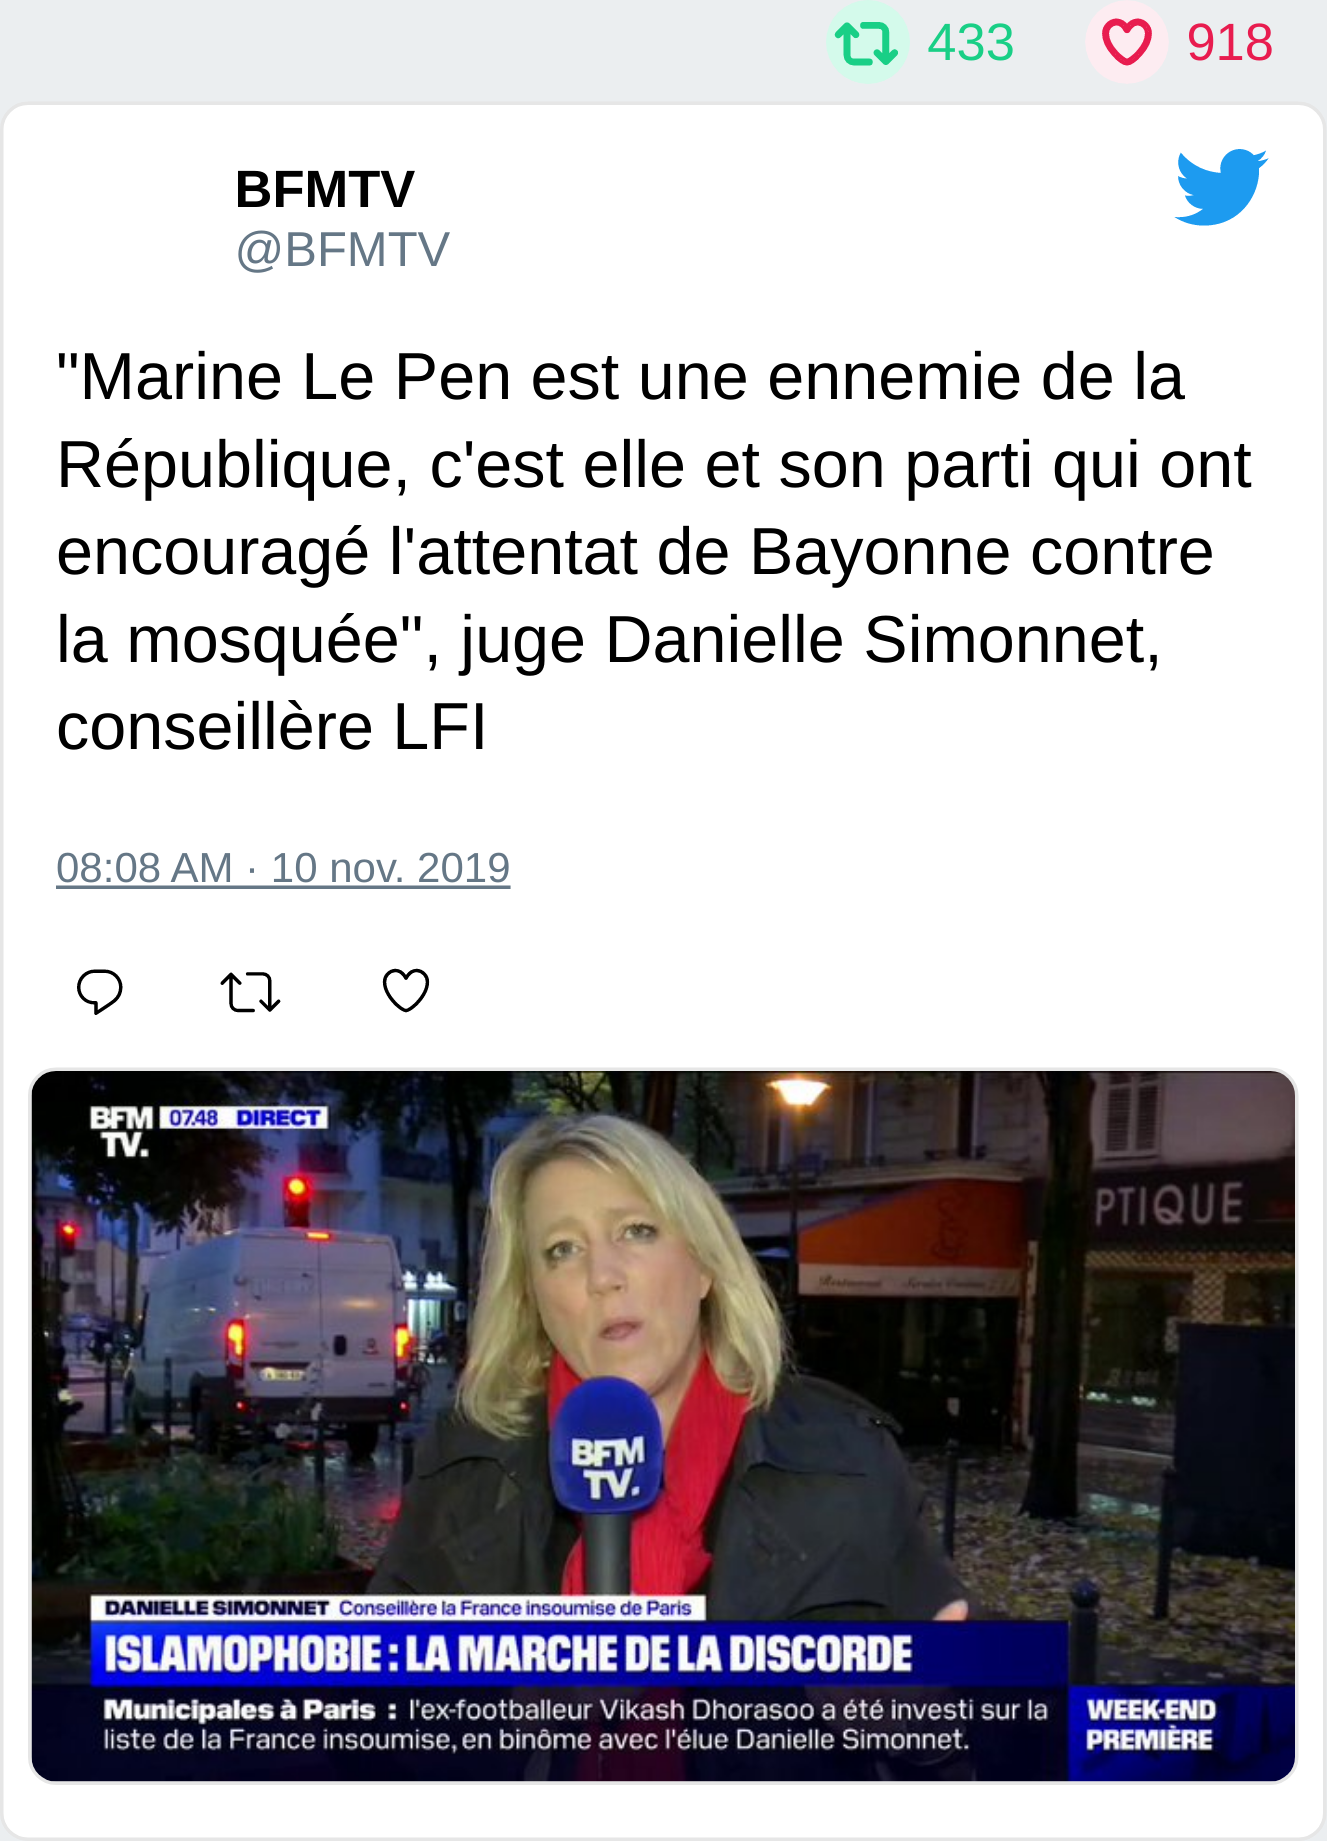 433 918
BFMTV
@BFMTV
"Marine Le Pen est une ennemie de la
République, c'est elle et son parti qui ont
encouragé l'attentat de Bayonne contre
la mosquée", juge Danielle Simonnet,
conseillère LFI
08:08 AM · 10 nov. 2019
BFM 07.48 DIRECT
TV.
PTIQUE
Restaurant
BFM
TV.
DANIELLE SIMONNET Conseillère la France insoumise de Paris
ISLAMOPHOBIE : LA MARCHE DE LA DISCORDE
Municipales à Paris : l'ex-footballeur Vikash Dhorasoo a été investi sur la
liste de la France insoumise, en binôme avec l'élue Danielle Simonnet.
WEEK-END
PREMIÈRE